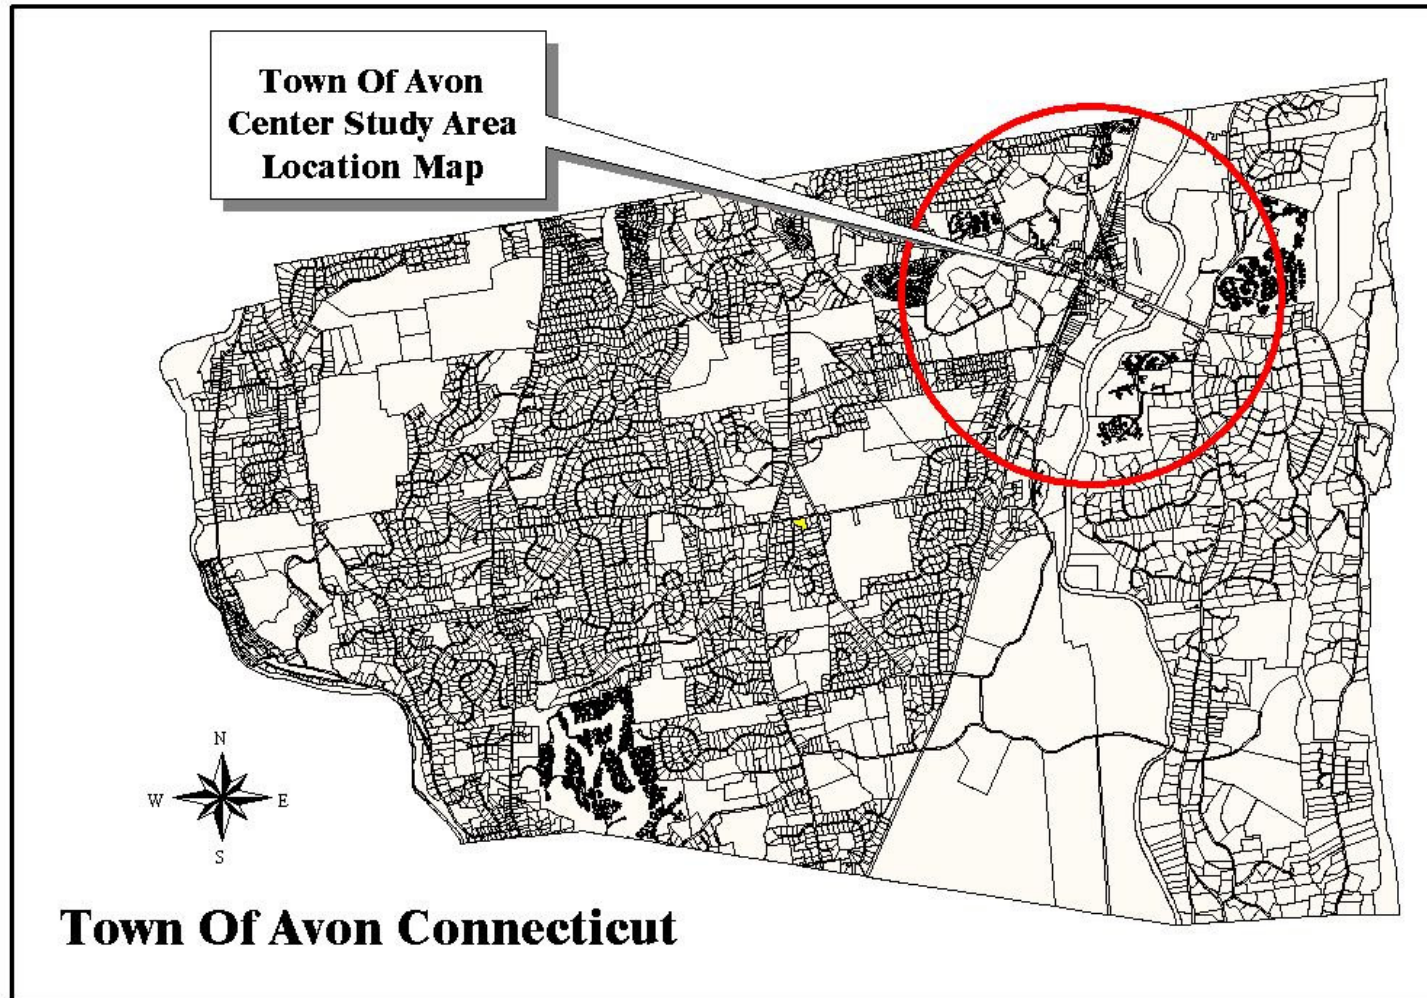 Town Of Avon
Center Study Area
Location Map
N
W
E
S
Town Of Avon Connecticut